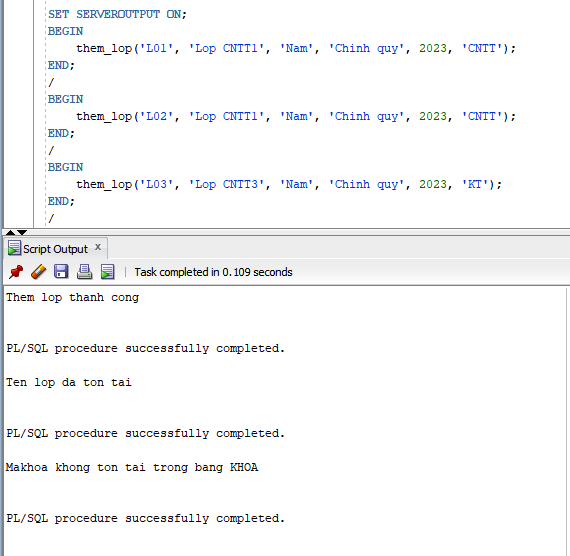 SET SERVEROUTPUT ON;
BEGIN
    them_lop('L01', 'Lop CNTT1', 'Nam', 'Chinh quy', 2023, 'CNTT');
END;
/
BEGIN
    them_lop('L02', 'Lop CNTT1', 'Nam', 'Chinh quy', 2023, 'CNTT');
END;
/
BEGIN
    them_lop('L03', 'Lop CNTT3', 'Nam', 'Chinh quy', 2023, 'KT');
END;
/
Script Output x
Task completed in 0.109 seconds
Them lop thanh cong
PL/SQL procedure successfully completed.
Ten lop da ton tai
PL/SQL procedure successfully completed.
Makhoa khong ton tai trong bang KHOA
PL/SQL procedure successfully completed.